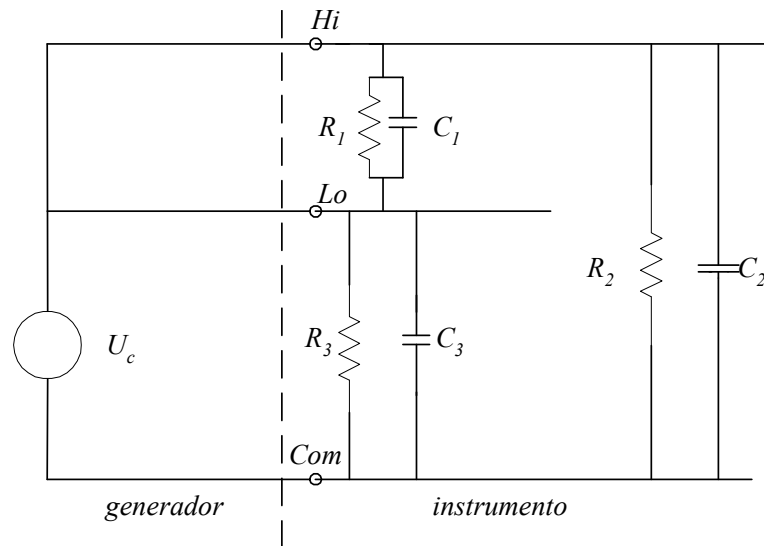 Hi
R1
C1
Lo
R2
C2
Uc
R3
C3
Com
generador
instrumento